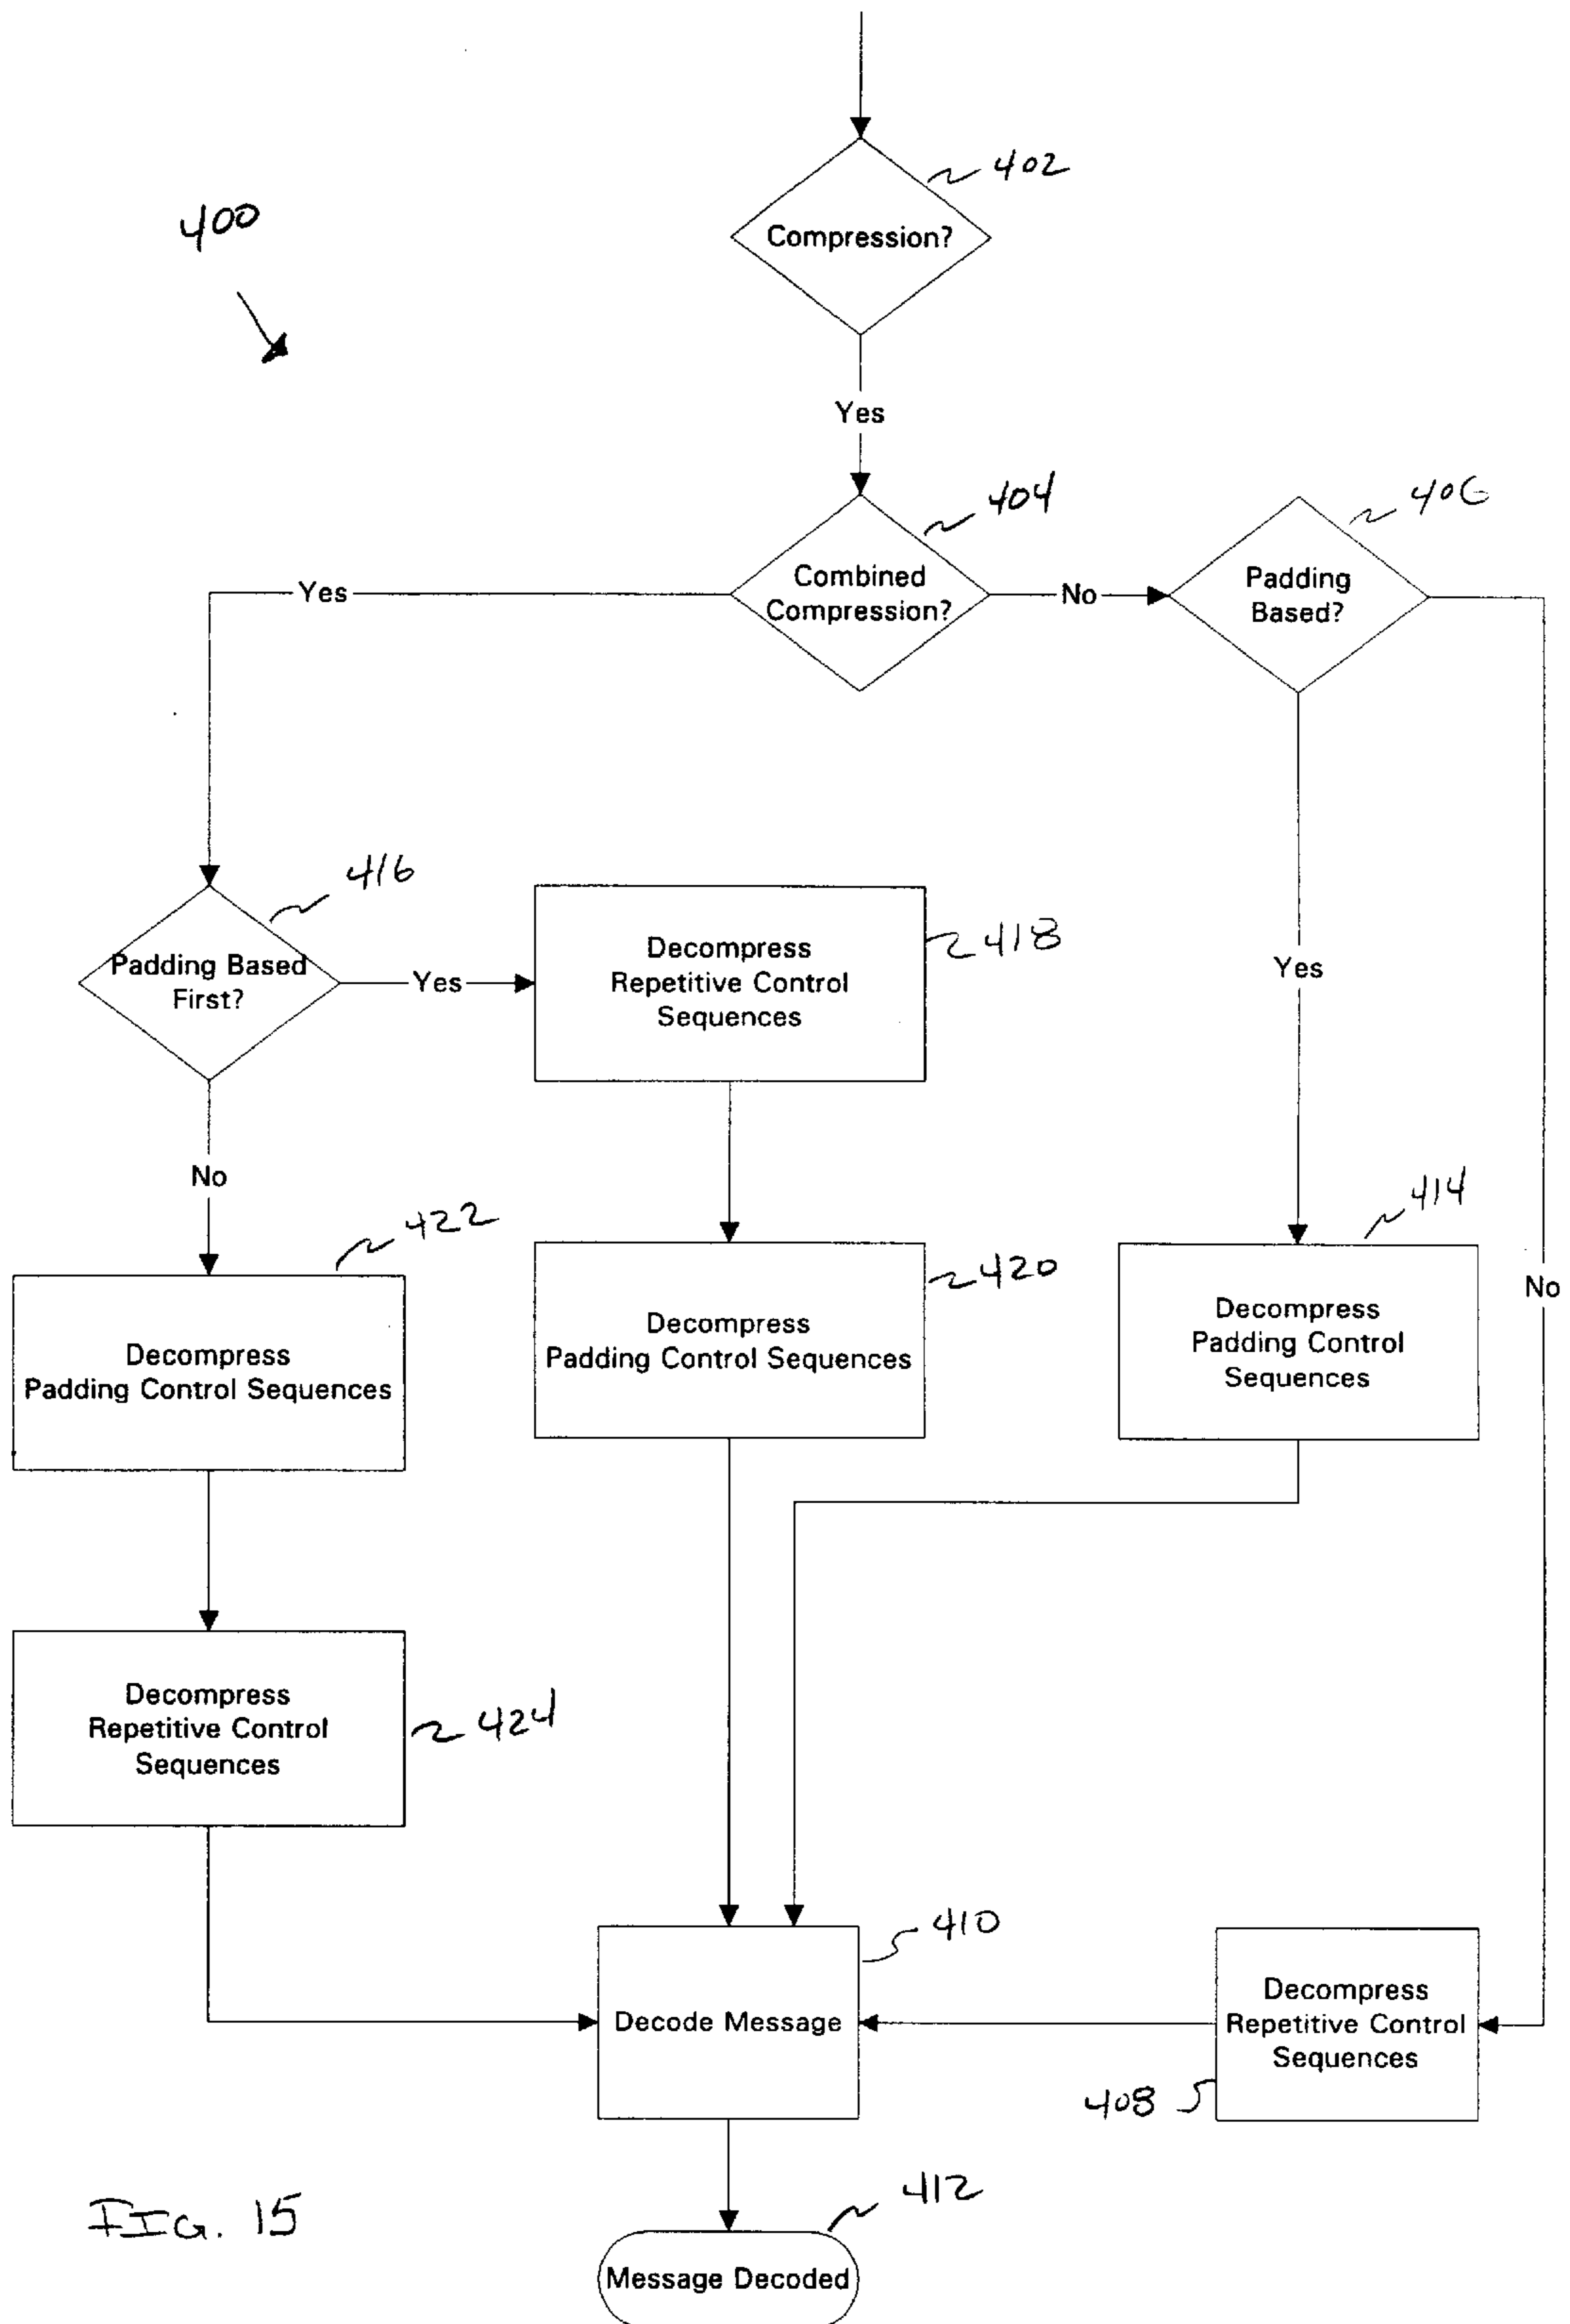 402
400
Compression?
Yes
404
406
Combined
Compression?
Yes
No
Padding
Based?
416
418
Padding Based
First?
Yes
Decompress
Repetitive Control
Sequences
Yes
No
422
414
420
No
Decompress
Padding Control Sequences
Decompress
Padding Control Sequences
Decompress
Padding Control
Sequences
Decompress
Repetitive Control
Sequences
424
410
Decode Message
Decompress
Repetitive Control
Sequences
408
412
FIG. 15
Message Decoded